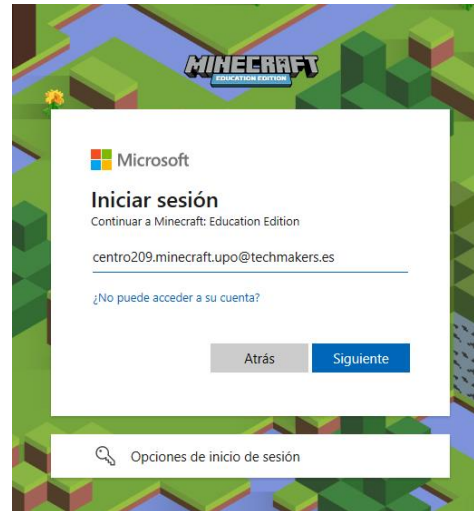 MINECRAFT
EDUCATION EDITION
Microsoft
Iniciar sesión
Continuar a Minecraft: Education Edition
centro209.minecraft.upo@techmakers.es
¿No puede acceder a su cuenta?
Atrás Siguiente
Opciones de inicio de sesión